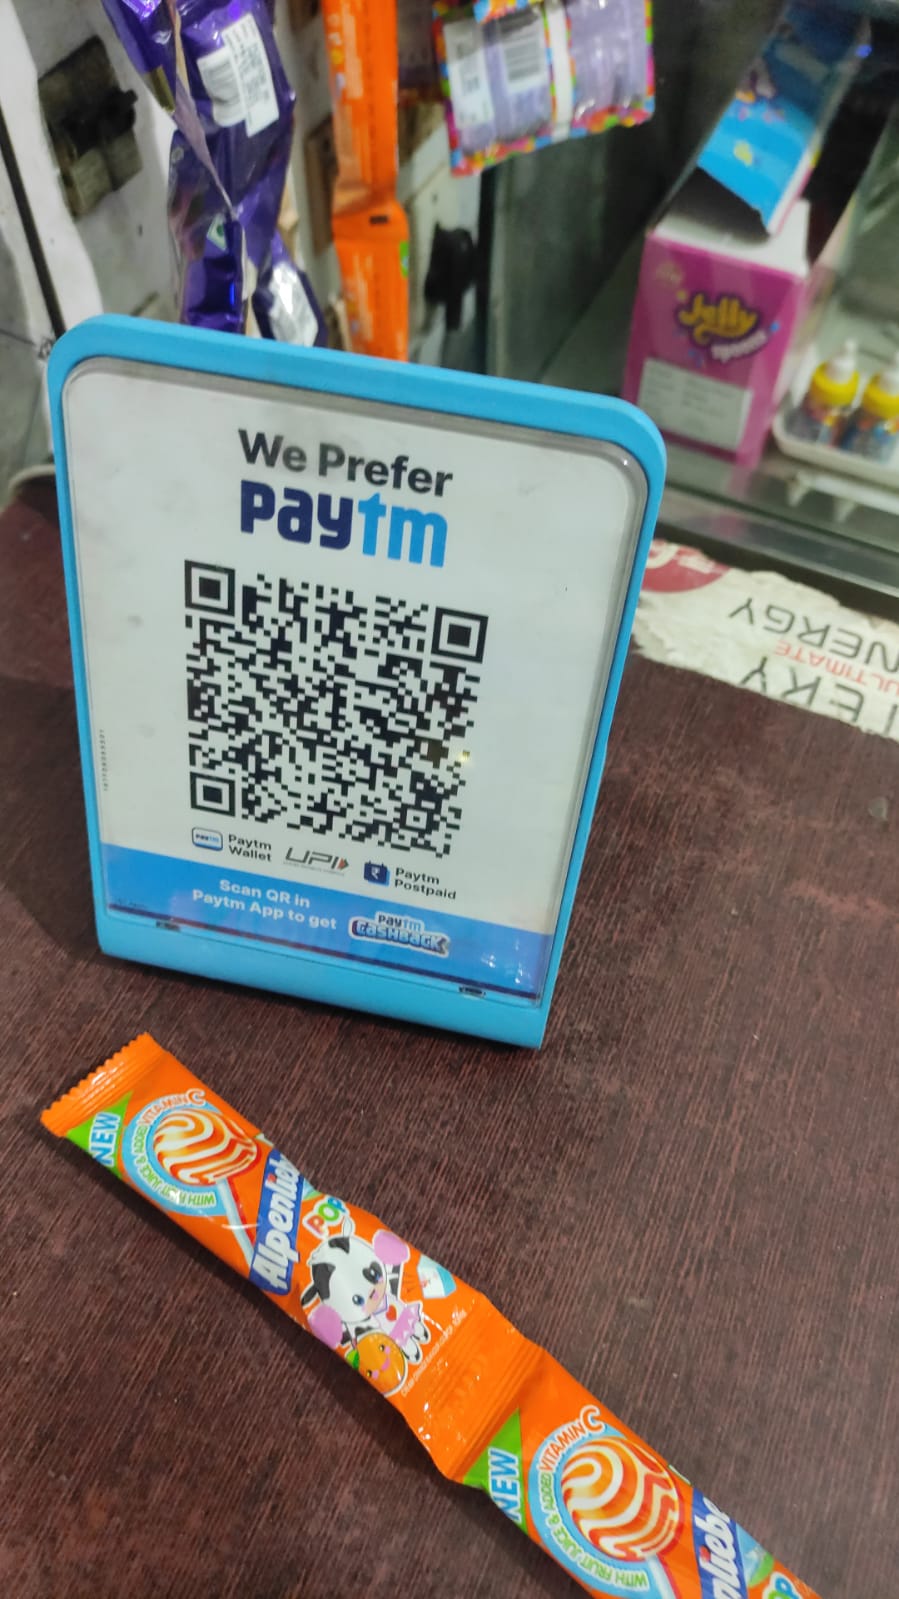 Jelly
We Prefer
paytm
ENERGY
ULTIMATE
Paytm
Wallet
UPI
Paytm
Postpaid
Scan QR in
Paytm App to get
paytm
CASHBACK
NEW
WITH FRUIT JUICE & ADDED VITAMIN C
Alpenliebe
POP
NEW
WITH FRUIT JUICE & ADDED VITAMIN C